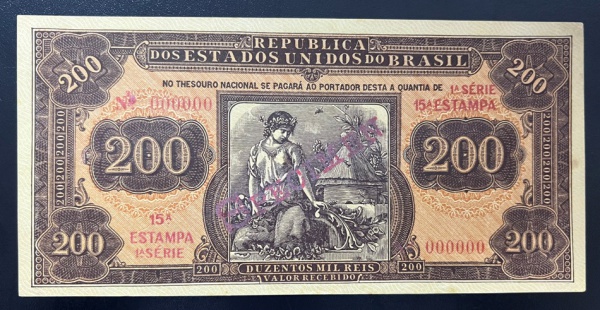 200
REPUBLICA
DOS ESTADOS UNIDOS DO BRASIL
200
NO THESOURO NACIONAL SE PAGARÁ AO PORTADOR DESTA A QUANTIA DE
1ª SÉRIE
15ª ESTAMPA
Nº 000000
200
200
15ª
ESTAMPA
1ª SÉRIE
000000
200
200
200
200
DUZENTOS MIL REIS
VALOR RECEBIDO